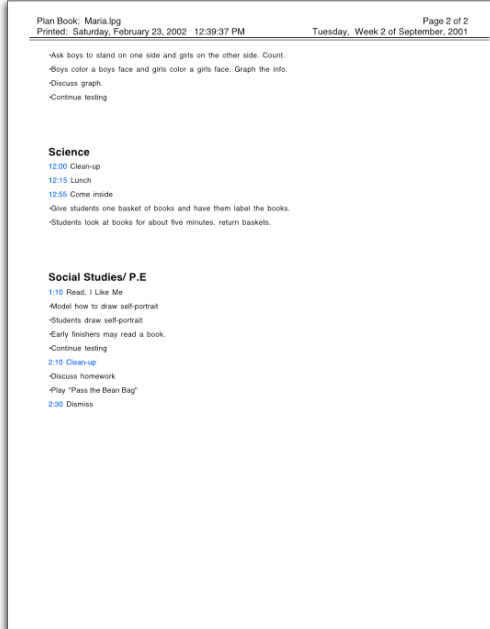 Plan Book: Maria.lpg
Page 2 of 2
Printed: Saturday, February 23, 2002 12:39:37 PM
Tuesday, Week 2 of September, 2001
•Ask boys to stand on one side and girls on the other side. Count.
•Boys color a boys face and girls color a girls face. Graph the info.
•Discuss graph.
•Continue testing
Science
12:00 Clean-up
12:15 Lunch
12:55 Come inside
•Give students one basket of books and have them label the books.
•Students look at books for about five minutes. return baskets.
Social Studies/ P.E
1:10 Read, I Like Me
•Model how to draw self-portrait
•Students draw self-portrait
•Early finishers may read a book.
•Continue testing
2:10 Clean-up
•Discuss homework
•Play "Pass the Bean Bag"
2:30 Dismiss